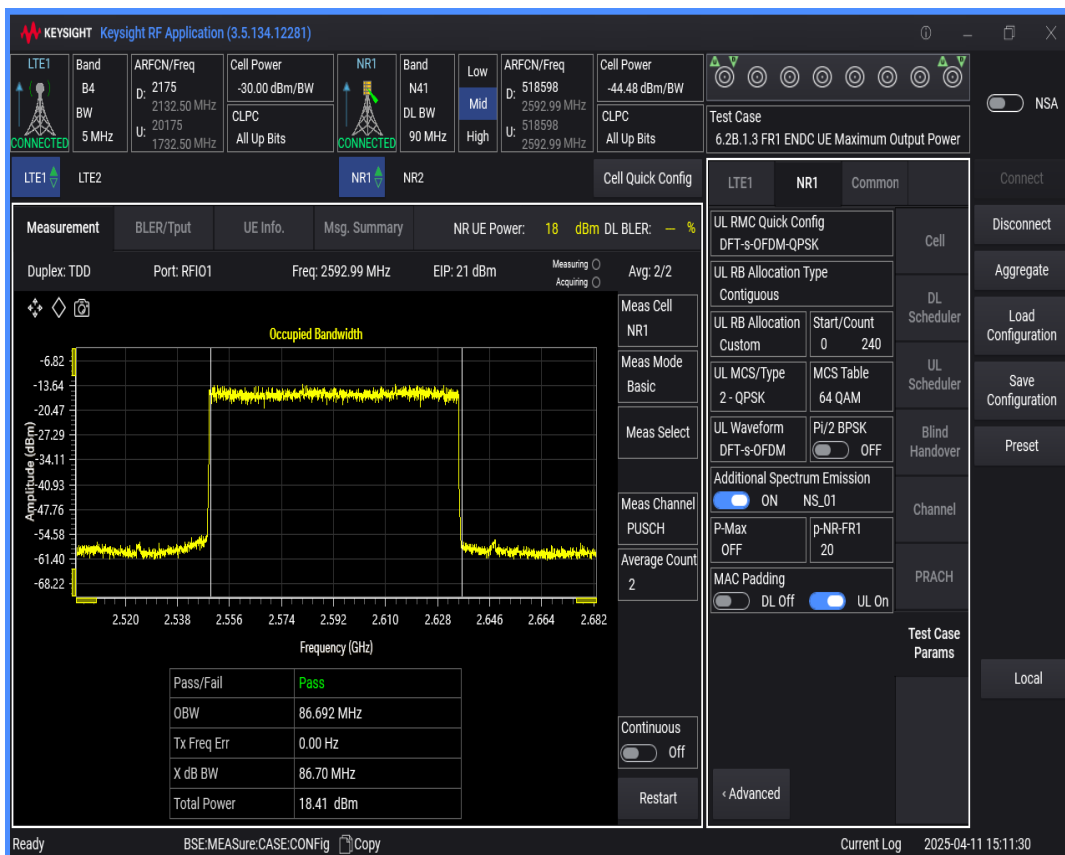 KEYSIGHT Keysight RF Application (3.5.134.12281)
LTE1
CONNECTED
Band
B4
BW
5 MHz
ARFCN/Freq
D: 2175
2132.50 MHz
U: 20175
1732.50 MHz
Cell Power
-30.00 dBm/BW
CLPC
All Up Bits
NR1
CONNECTED
Band
N41
DL BW
90 MHz
Low
Mid
High
ARFCN/Freq
D: 518598
2592.99 MHz
U: 518598
2592.99 MHz
Cell Power
-44.48 dBm/BW
CLPC
All Up Bits
Test Case
6.2B.1.3 FR1 ENDC UE Maximum Output Power
NSA
LTE1 LTE2 NR1 NR2 Cell Quick Config
Measurement BLER/Tput UE Info. Msg. Summary NR UE Power: 18 dBm DL BLER: — %
Duplex: TDD Port: RFIO1 Freq: 2592.99 MHz EIP: 21 dBm Measuring Avg: 2/2
Acquiring
Occupied Bandwidth
Amplitude (dBm)
-6.82
-13.64
-20.47
-27.29
-34.11
-40.93
-47.76
-54.58
-61.40
-68.22
2.520 2.538 2.556 2.574 2.592 2.610 2.628 2.646 2.664 2.682
Frequency (GHz)
Pass/Fail Pass
OBW 86.692 MHz
Tx Freq Err 0.00 Hz
X dB BW 86.70 MHz
Total Power 18.41 dBm
Meas Cell
NR1
Meas Mode
Basic
Meas Select
Meas Channel
PUSCH
Average Count
2
Continuous
Off
Restart
LTE1 NR1 Common
UL RMC Quick Config
DFT-s-OFDM-QPSK
UL RB Allocation Type
Contiguous
UL RB Allocation Start/Count
Custom 0 240
UL MCS/Type MCS Table
2 - QPSK 64 QAM
UL Waveform Pi/2 BPSK
DFT-s-OFDM OFF
Additional Spectrum Emission
ON NS_01
P-Max p-NR-FR1
OFF 20
MAC Padding
DL Off UL On
‹ Advanced
Cell
DL
Scheduler
UL
Scheduler
Blind
Handover
Channel
PRACH
Test Case
Params
Connect
Disconnect
Aggregate
Load
Configuration
Save
Configuration
Preset
Local
Ready BSE:MEASure:CASE:CONFig Copy Current Log 2025-04-11 15:11:30